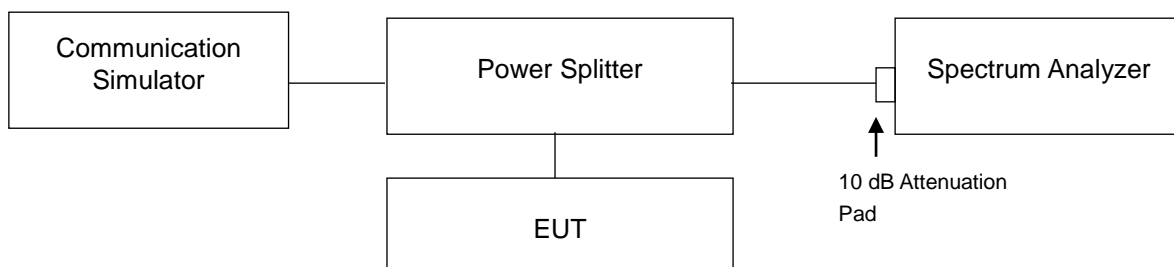 Communication
Simulator
Power Splitter
Spectrum Analyzer
10 dB Attenuation
Pad
EUT